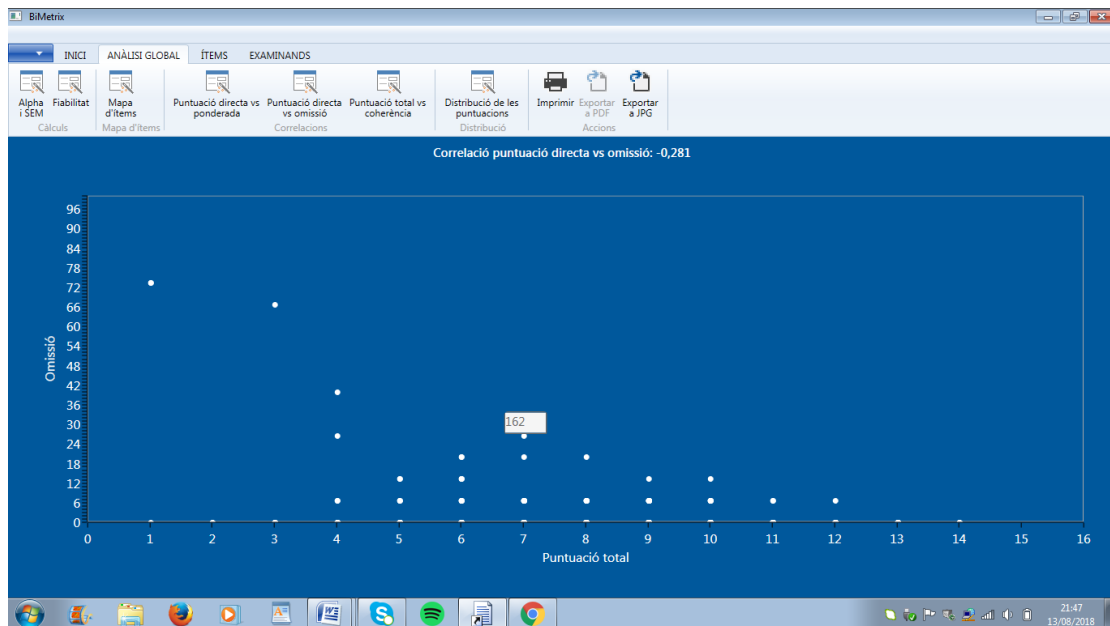 BiMetrix
INICI
ANÀLISI GLOBAL
ÍTEMS
EXAMINANDS
Alpha
i SEM
Fiabilitat
Càlculs
Mapa
d'ítems
Mapa d'ítems
Puntuació directa vs
ponderada
Puntuació directa
vs omissió
Puntuació total vs
coherència
Correlacions
Distribució de les
puntuacions
Distribució
Imprimir
Exportar
a PDF
Exportar
a JPG
Accions
Correlació puntuació directa vs omissió: -0,281
96
90
84
78
72
66
60
54
48
42
36
30
24
18
12
6
0
Omissió
162
0 1 2 3 4 5 6 7 8 9 10 11 12 13 14 15 16
Puntuació total
21:47
13/08/2018